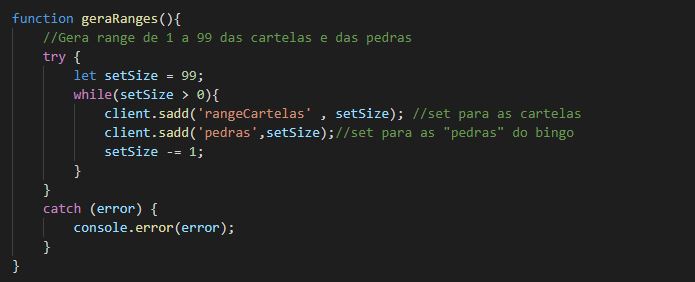 function geraRanges(){
    //Gera range de 1 a 99 das cartelas e das pedras
    try {
        let setSize = 99;
        while(setSize > 0){
            client.sadd('rangeCartelas' , setSize); //set para as cartelas
            client.sadd('pedras',setSize);//set para as "pedras" do bingo
            setSize -= 1;
        }
    }
    catch (error) {
        console.error(error);
    }
}